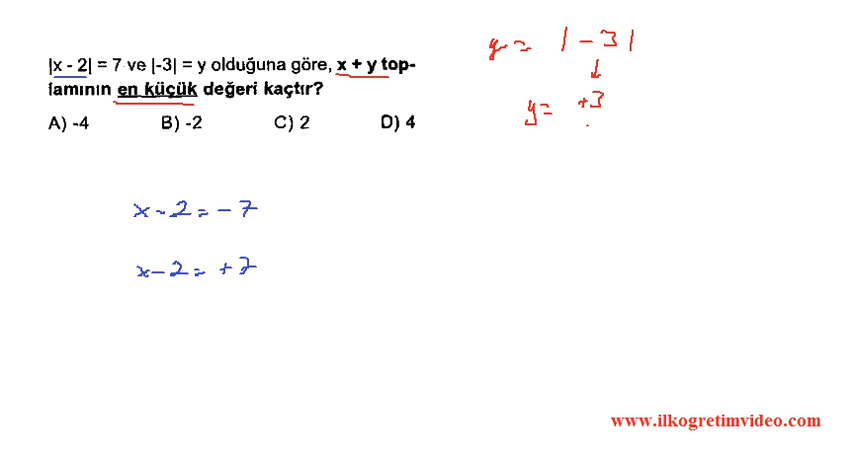 |x - 2| = 7 ve |-3| = y olduğuna göre, x + y top-
lamının en küçük değeri kaçtır?
A) -4 B) -2 C) 2 D) 4
y = |-3|
y = +3
x - 2 = - 7
x - 2 = + 7
www.ilkogretimvideo.com